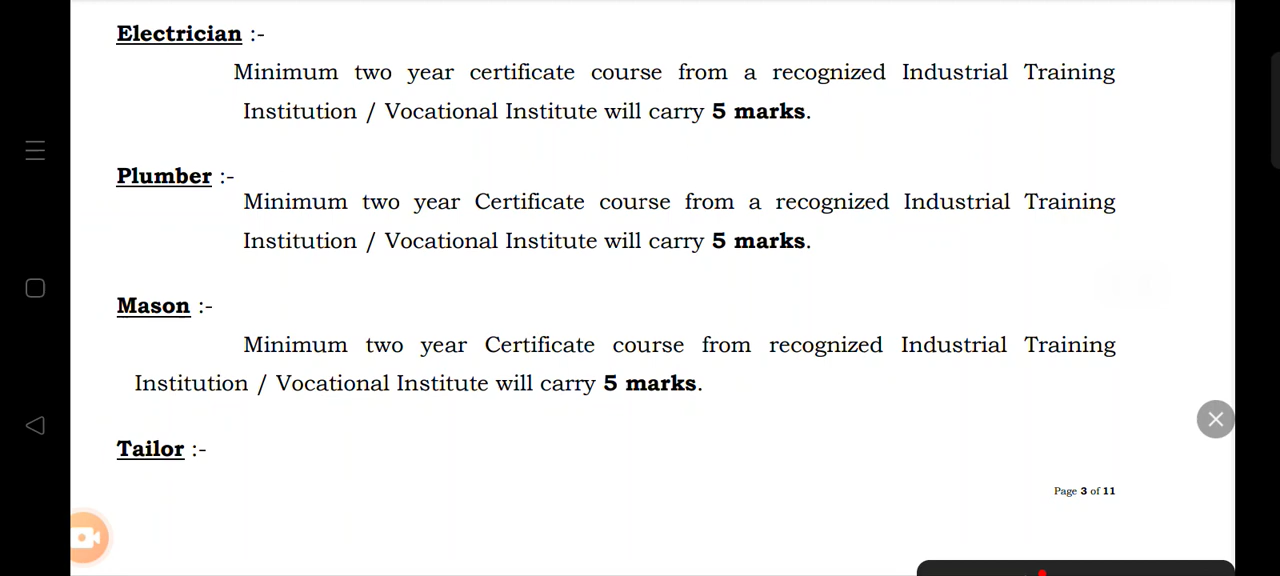 Electrician :-
Minimum two year certificate course from a recognized Industrial Training
Institution / Vocational Institute will carry 5 marks.
Plumber :-
Minimum two year Certificate course from a recognized Industrial Training
Institution / Vocational Institute will carry 5 marks.
Mason :-
Minimum two year Certificate course from recognized Industrial Training
Institution / Vocational Institute will carry 5 marks.
Tailor :-
Page 3 of 11